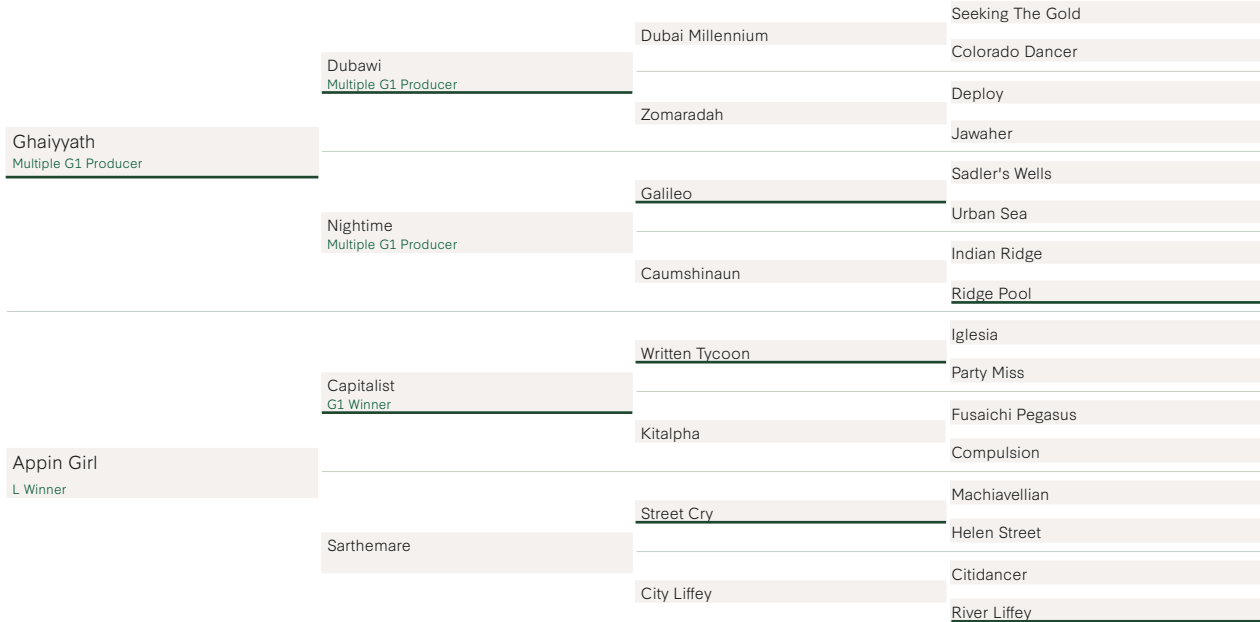 Ghaiyyath
Multiple G1 Producer
Appin Girl
L Winner
Dubawi
Multiple G1 Producer
Nightime
Multiple G1 Producer
Capitalist
G1 Winner
Sarthemare
Dubai Millennium
Zomaradah
Galileo
Caumshinaun
Written Tycoon
Kitalpha
Street Cry
City Liffey
Seeking The Gold
Colorado Dancer
Deploy
Jawaher
Sadler's Wells
Urban Sea
Indian Ridge
Ridge Pool
Iglesia
Party Miss
Fusaichi Pegasus
Compulsion
Machiavellian
Helen Street
Citidancer
River Liffey